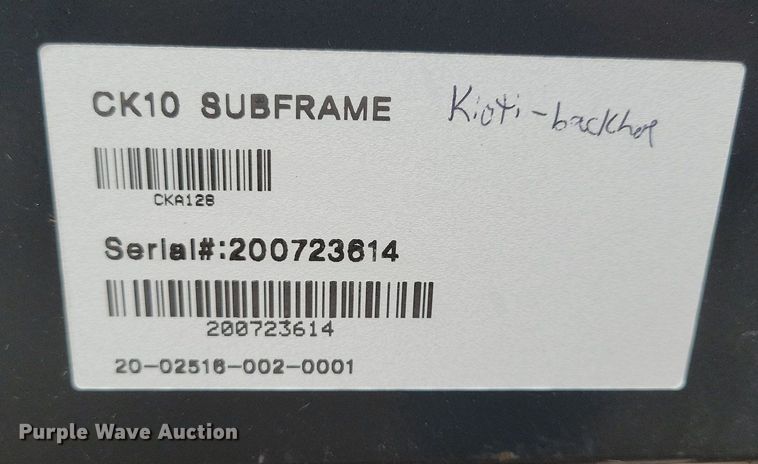 CK10 SUBFRAME Kioti-backhoe
CKA128
Serial#:200723614
200723614
20-02516-002-0001
Purple Wave Auction